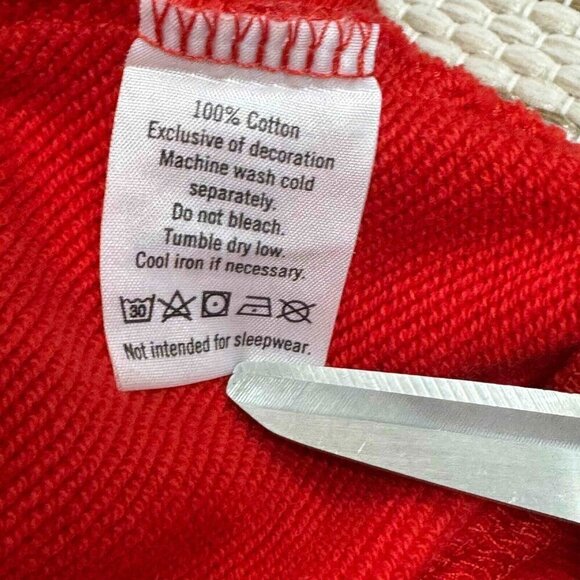 100% Cotton
Exclusive of decoration
Machine wash cold
separately.
Do not bleach.
Tumble dry low.
Cool iron if necessary.
30
Not intended for sleepwear.